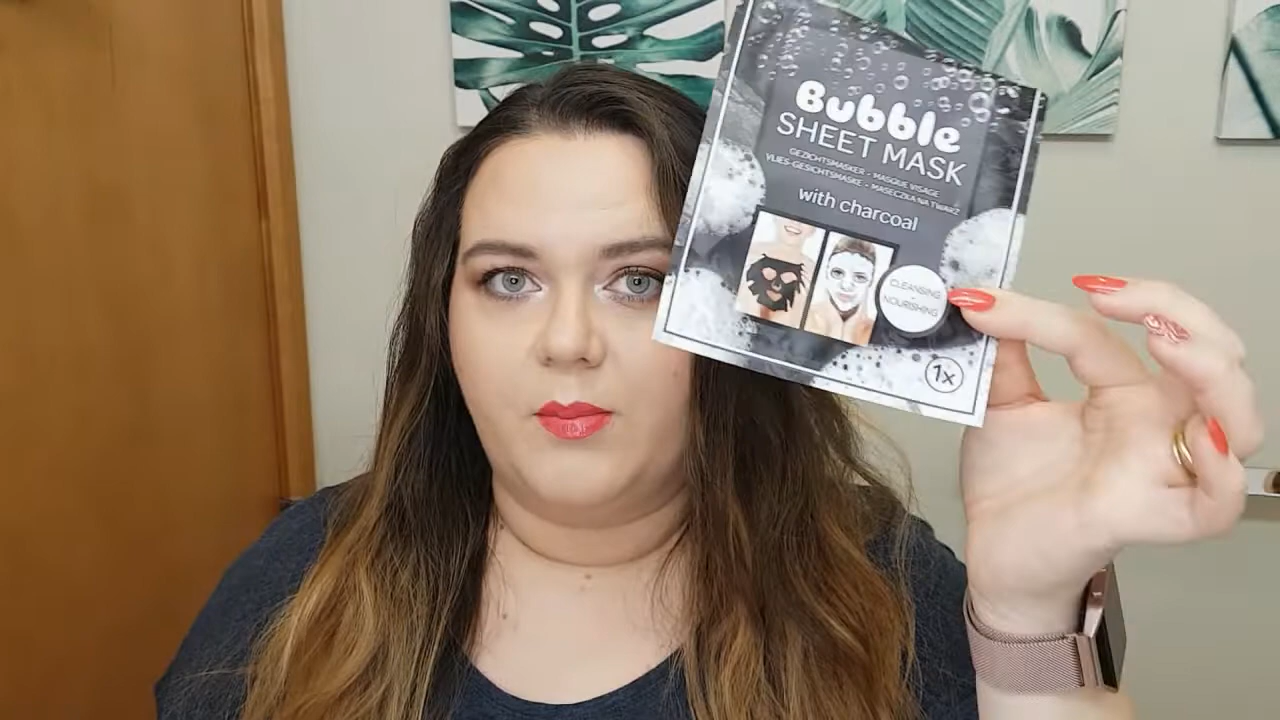 Bubble
SHEET MASK
GEZICHTSMASKER - MASQUE VISAGE
VLIES-GESICHTSMASKE - MASECZKA NA TWARZ
with charcoal
CLEANSING
-
NOURISHING
1x